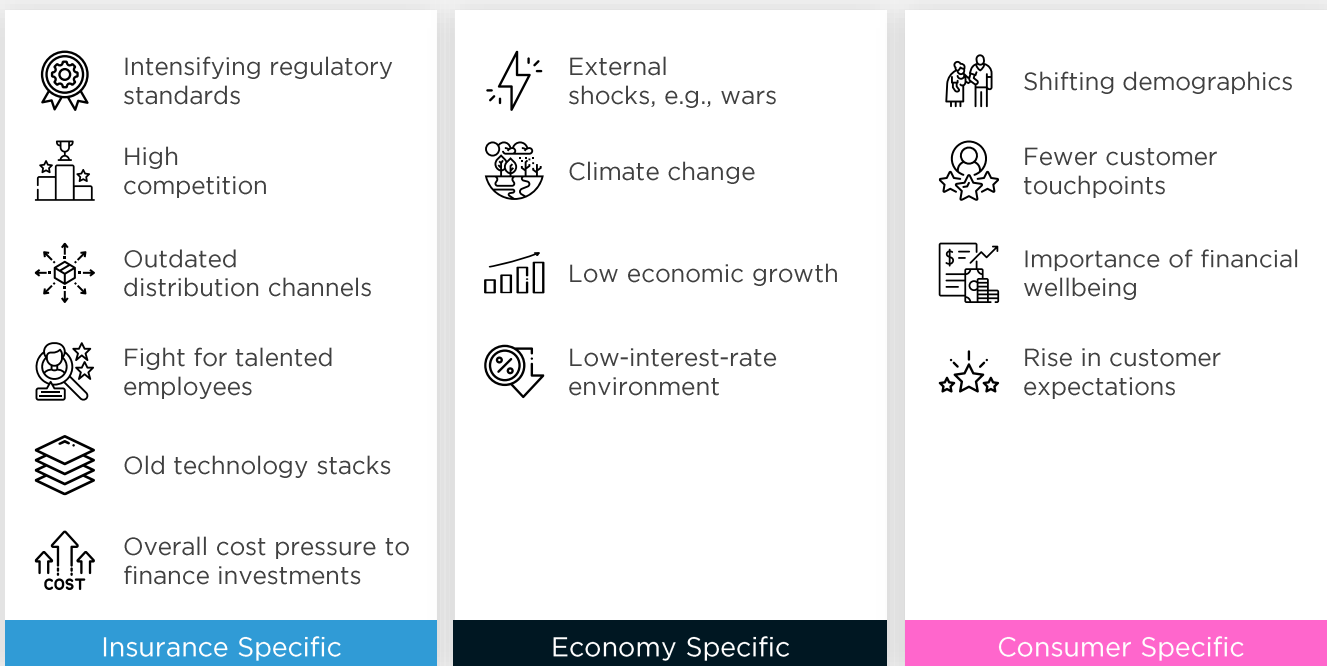 Intensifying regulatory
standards
High
competition
Outdated
distribution channels
Fight for talented
employees
Old technology stacks
COST
Overall cost pressure to
finance investments
Insurance Specific
External
shocks, e.g., wars
Climate change
Low economic growth
%
Low-interest-rate
environment
Economy Specific
Shifting demographics
Fewer customer
touchpoints
$
Importance of financial
wellbeing
Rise in customer
expectations
Consumer Specific